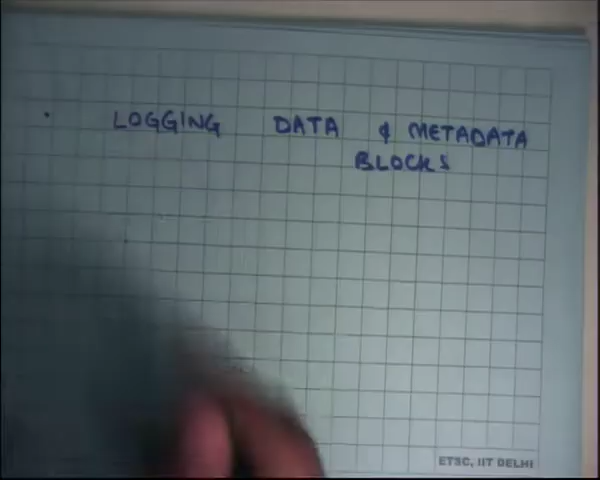 • LOGGING DATA & METADATA
BLOCKS
ETSC, IIT DELHI